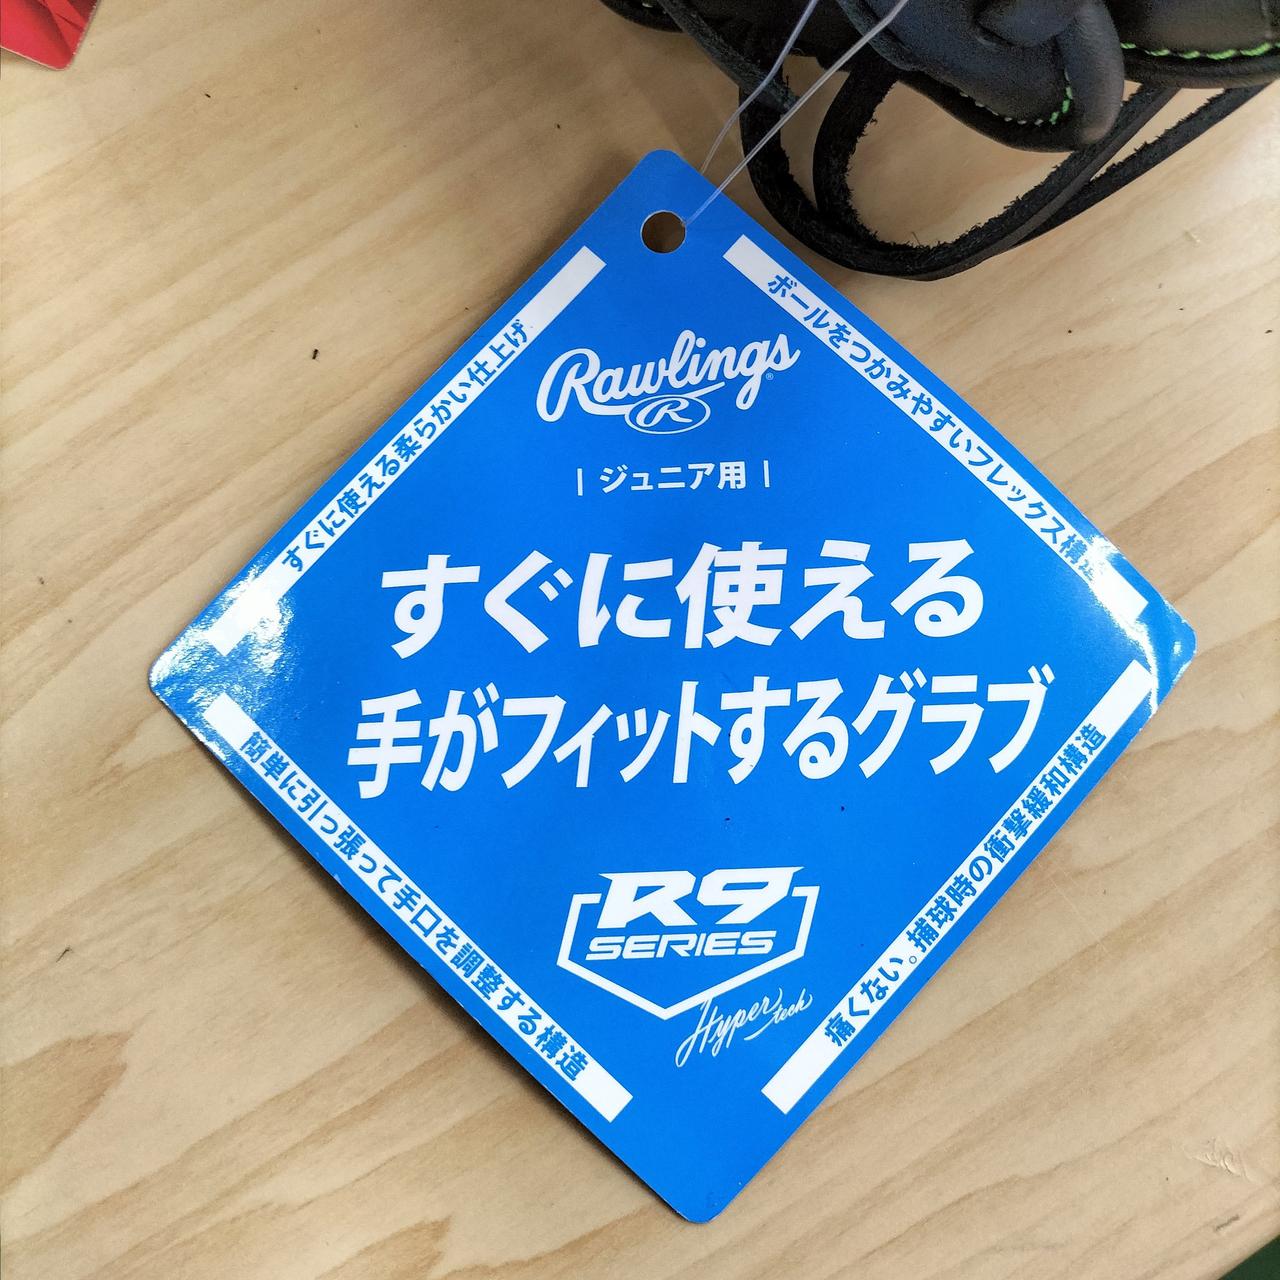 Rawlings
R
ジュニア用
すぐに使える
手がフィットするグラブ
R9
SERIES
Hyper tech
すぐに使える柔らかい仕上げ
ボールをつかみやすいフレックス構造
簡単に引っ張って手口を調整する構造
痛くない。捕球時の衝撃緩和構造